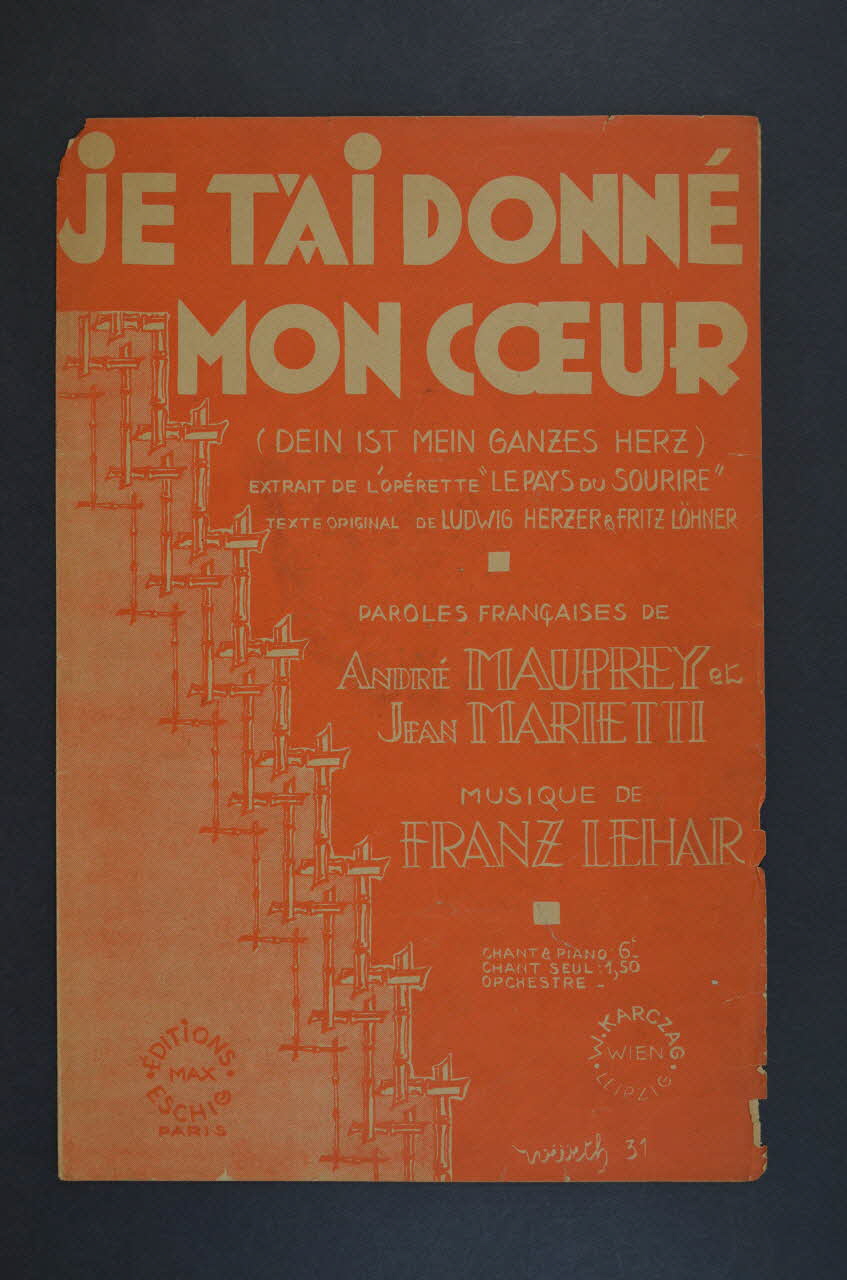 JE T'AI DONNÉ
MON CŒUR
(DEIN IST MEIN GANZES HERZ)
EXTRAIT DE L'OPÉRETTE "LE PAYS DU SOURIRE"
TEXTE ORIGINAL DE LUDWIG HERZER & FRITZ LÖHNER
PAROLES FRANÇAISES DE
ANDRÉ MAUPREY et
JEAN MARIETTI
MUSIQUE DE
FRANZ LEHAR
CHANT & PIANO : 6f
CHANT SEUL : 1,50
ORCHESTRE -
•ÉDITIONS•
MAX
ESCHIG
PARIS
•W. KARCZAG•
WIEN
LEIPZIG
würth 31